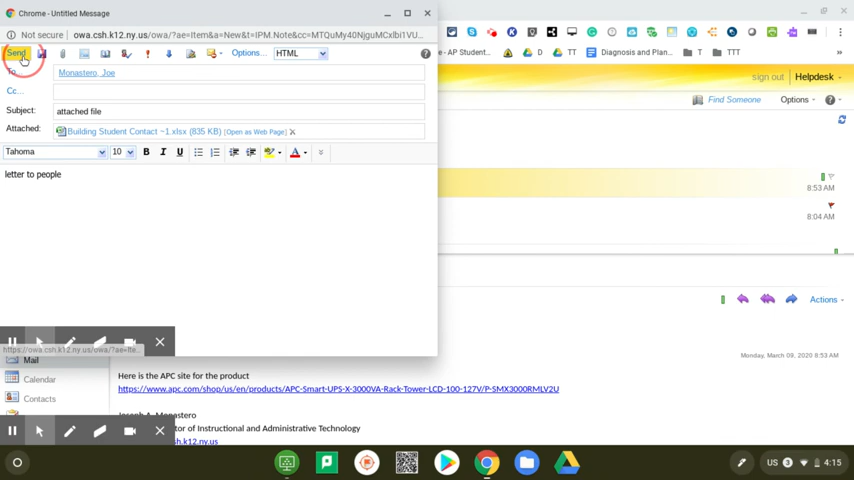 Chrome - Untitled Message
Not secure owa.csh.k12.ny.us/owa/?ae=Item&a=New&t=IPM.Note&cc=MTQuMy40NjguMCxlbi1VU...
Send
Options... HTML
To...
Monastero, Joe
Cc...
Subject: attached file
Attached: Building Student Contact ~1.xlsx (835 KB) [Open as Web Page]
Tahoma 10 B I U A
letter to people
- AP Student... D TT Diagnosis and Plan... T TTT »
sign out Helpdesk
Find Someone Options
8:53 AM
8:04 AM
Actions
https://owa.csh.k12.ny.us/owa/?ae=Ite...
Mail
Monday, March 09, 2020 8:53 AM
Calendar
Contacts
Here is the APC site for the product
https://www.apc.com/shop/us/en/products/APC-Smart-UPS-X-3000VA-Rack-Tower-LCD-100-127V/P-SMX3000RMLV2U
Monastero
tor of Instructional and Administrative Technology
sh.k12.ny.us
US 3 4:15